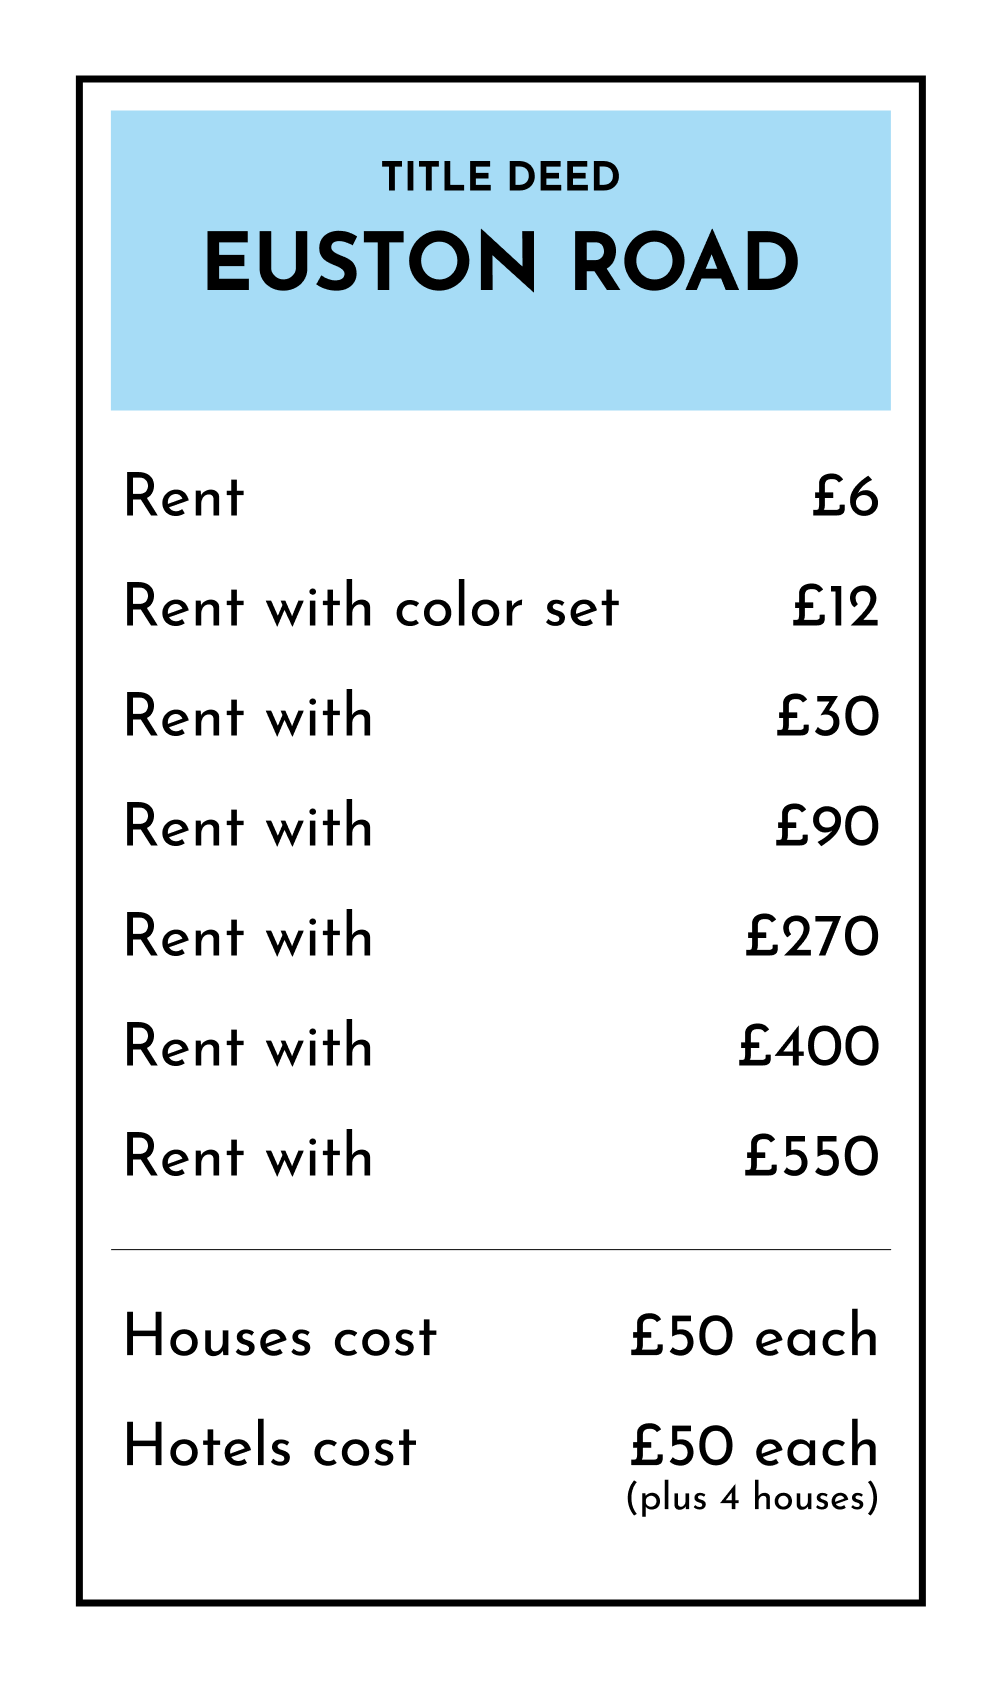 TITLE DEED
EUSTON ROAD
Rent £6
Rent with color set £12
Rent with £30
Rent with £90
Rent with £270
Rent with £400
Rent with £550
Houses cost £50 each
Hotels cost £50 each
(plus 4 houses)